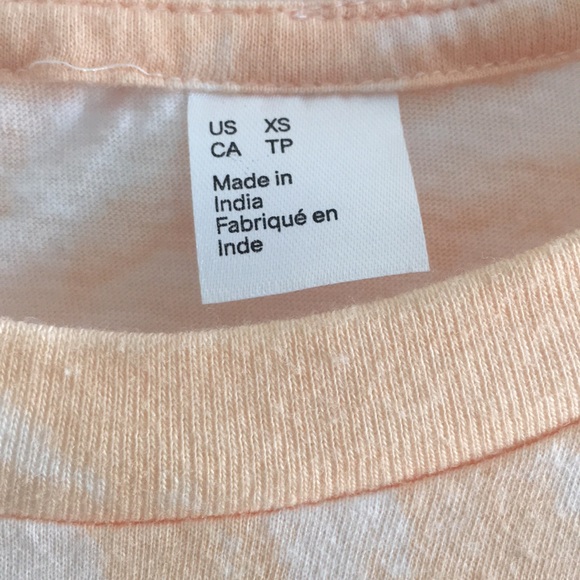 US XS
CA TP
Made in
India
Fabriqué en
Inde